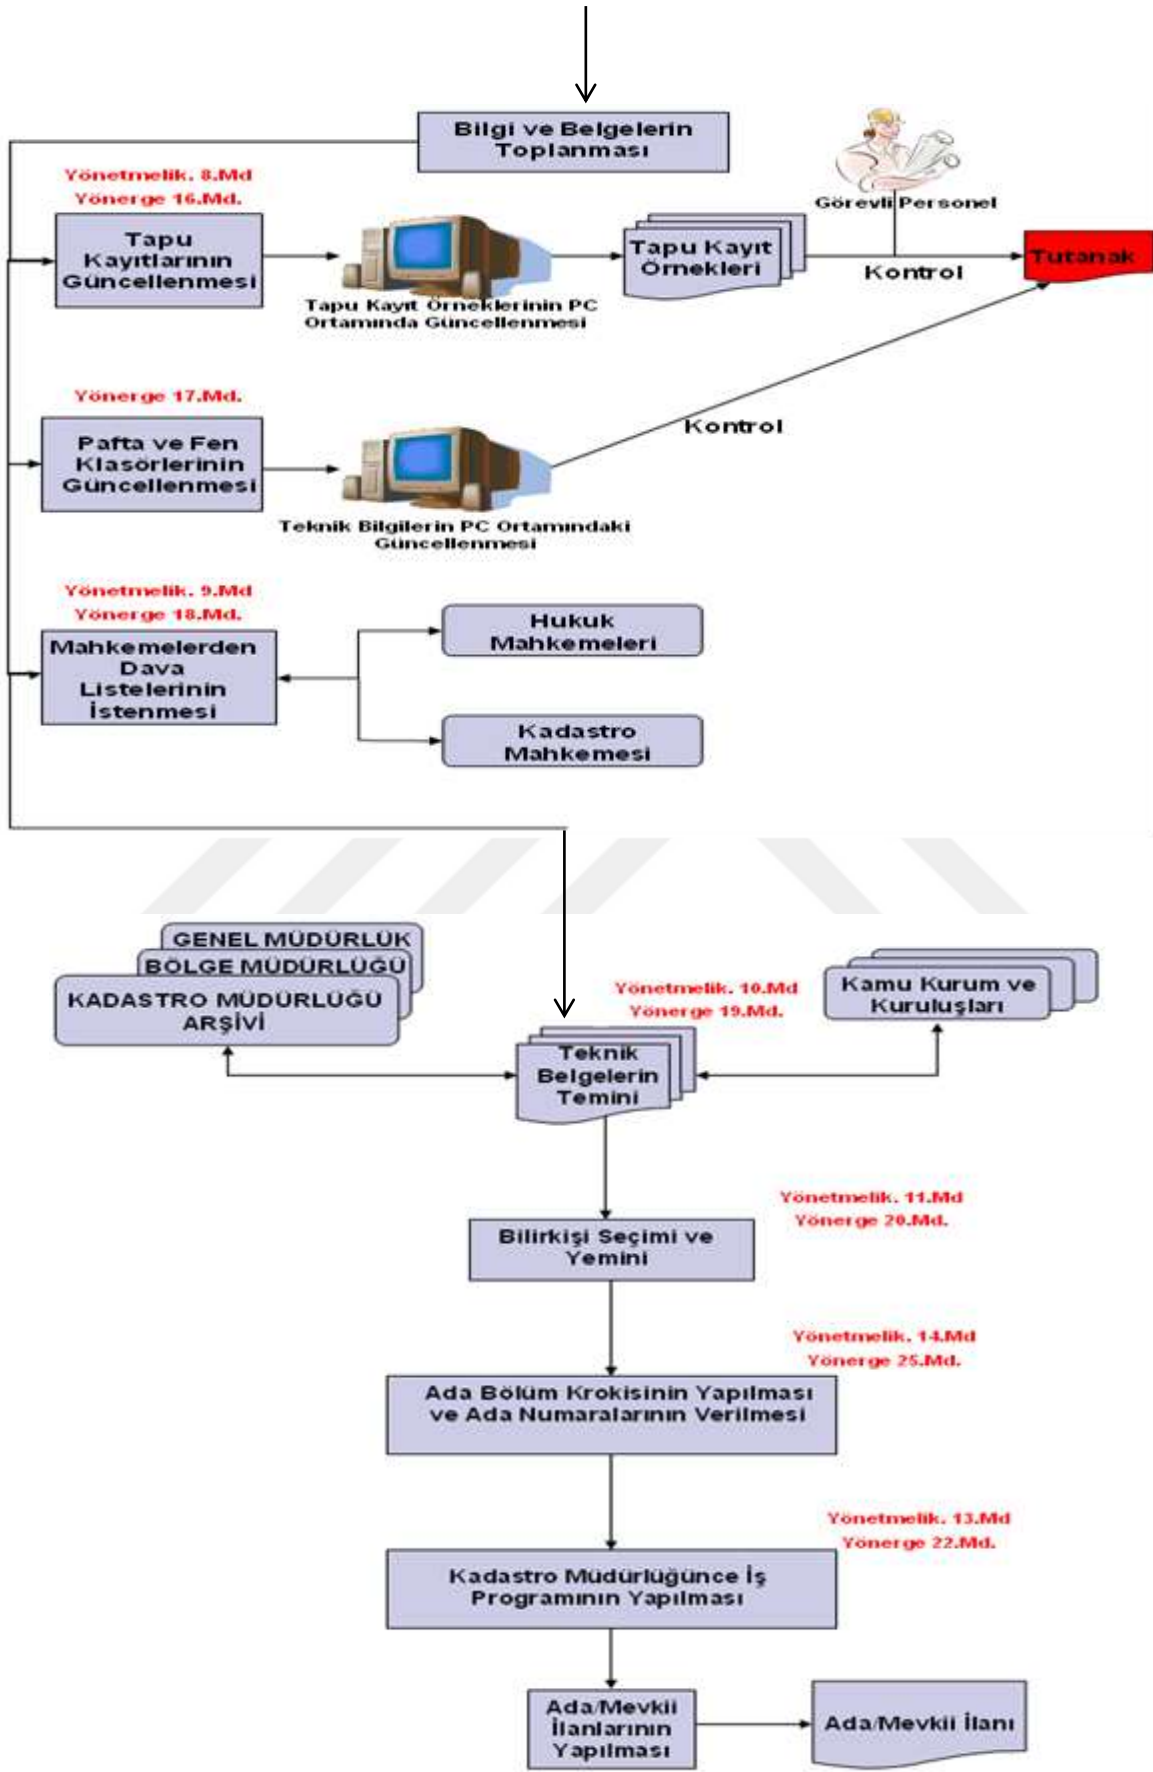 Bilgi ve Belgelerin
Toplanması
Yönetmelik. 8.Md
Yönerge 16.Md.
Tapu
Kayıtlarının
Güncellenmesi
Tapu Kayıt Örneklerinin PC
Ortamında Güncellenmesi
Tapu Kayıt
Örnekleri
Görevli Personel
Kontrol
Tutanak
Yönerge 17.Md.
Pafta ve Fen
Klasörlerinin
Güncellenmesi
Teknik Bilgilerin PC Ortamındaki
Güncellenmesi
Kontrol
Yönetmelik. 9.Md
Yönerge 18.Md.
Mahkemelerden
Dava
Listelerinin
İstenmesi
Hukuk
Mahkemeleri
Kadastro
Mahkemesi
GENEL MÜDÜRLÜK
BÖLGE MÜDÜRLÜĞÜ
KADASTRO MÜDÜRLÜĞÜ
ARŞİVİ
Yönetmelik. 10.Md
Yönerge 19.Md.
Kamu Kurum ve
Kuruluşları
Teknik
Belgelerin
Temini
Yönetmelik. 11.Md
Yönerge 20.Md.
Bilirkişi Seçimi ve
Yemini
Yönetmelik. 14.Md
Yönerge 25.Md.
Ada Bölüm Krokisinin Yapılması
ve Ada Numaralarının Verilmesi
Yönetmelik. 13.Md
Yönerge 22.Md.
Kadastro Müdürlüğünce İş
Programının Yapılması
Ada/Mevkii
İlanlarının
Yapılması
Ada/Mevkii İlanı